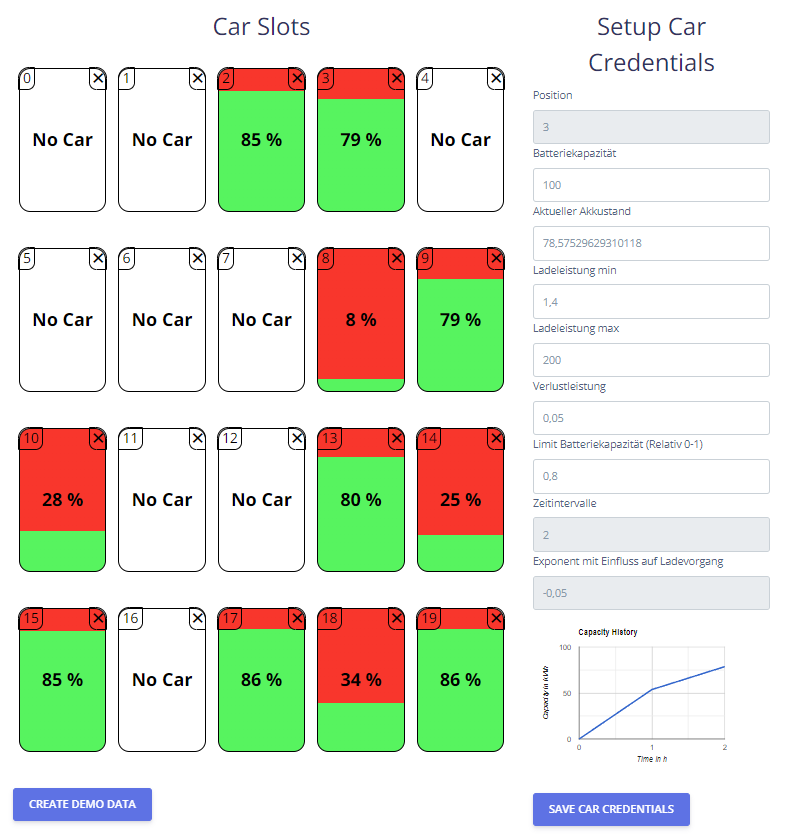 Car Slots
0 ✕ 1 ✕ 2 ✕ 3 ✕ 4 ✕
No Car No Car 85 % 79 % No Car
5 ✕ 6 ✕ 7 ✕ 8 ✕ 9 ✕
No Car No Car No Car 8 % 79 %
10 ✕ 11 ✕ 12 ✕ 13 ✕ 14 ✕
28 % No Car No Car 80 % 25 %
15 ✕ 16 ✕ 17 ✕ 18 ✕ 19 ✕
85 % No Car 86 % 34 % 86 %
CREATE DEMO DATA
Setup Car
Credentials
Position
3
Batteriekapazität
100
Aktueller Akkustand
78,57529629310118
Ladeleistung min
1,4
Ladeleistung max
200
Verlustleistung
0,05
Limit Batteriekapazität (Relativ 0-1)
0,8
Zeitintervalle
2
Exponent mit Einfluss auf Ladevorgang
-0,05
Capacity History
Capacity in kWh
100
50
0
0 1 2
Time in h
SAVE CAR CREDENTIALS